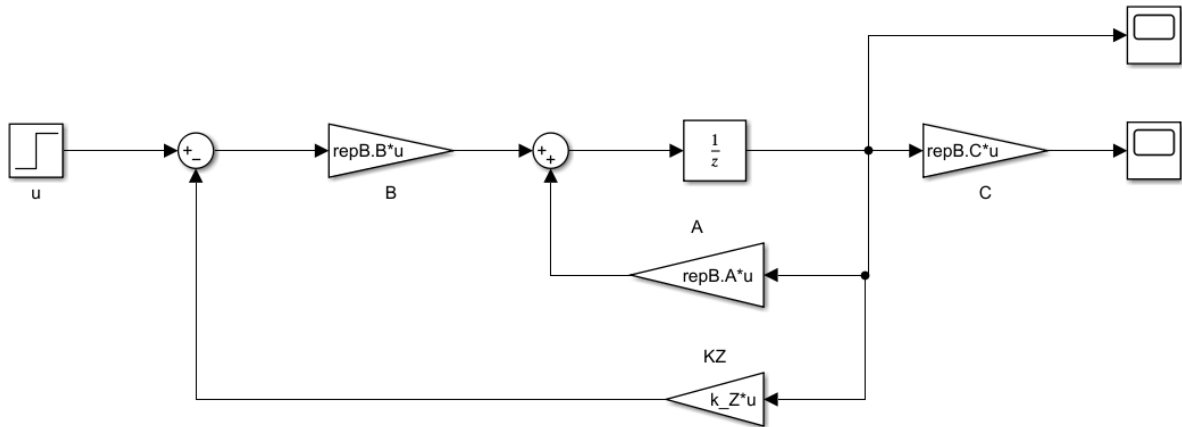 +
−
repB.B*u
+
+
1
z
repB.C*u
u
B
C
A
repB.A*u
KZ
k_Z*u